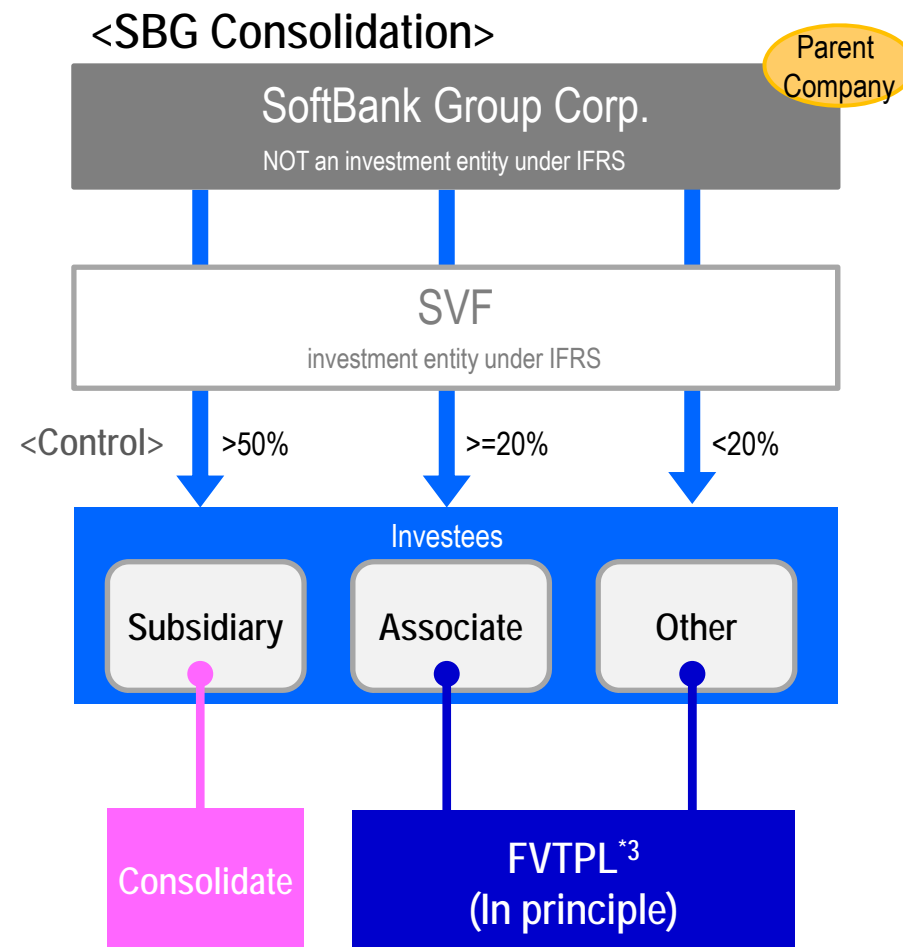 <SBG Consolidation>
Parent
Company
SoftBank Group Corp.
NOT an investment entity under IFRS
SVF
investment entity under IFRS
<Control> >50% >=20% <20%
Investees
Subsidiary Associate Other
Consolidate
FVTPL*3
(In principle)